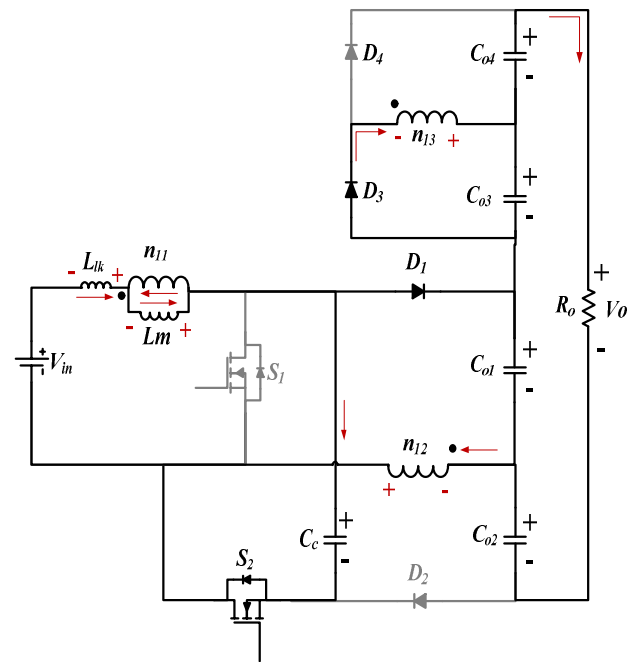 D4
Co4
+
-
n13
- +
D3
Co3
+
-
n11
Llk
- +
D1
- Lm +
Vin
+
-
S1
Co1
+
-
Ro
+
Vo
-
n12
+ -
Cc
+
-
Co2
+
-
S2
D2